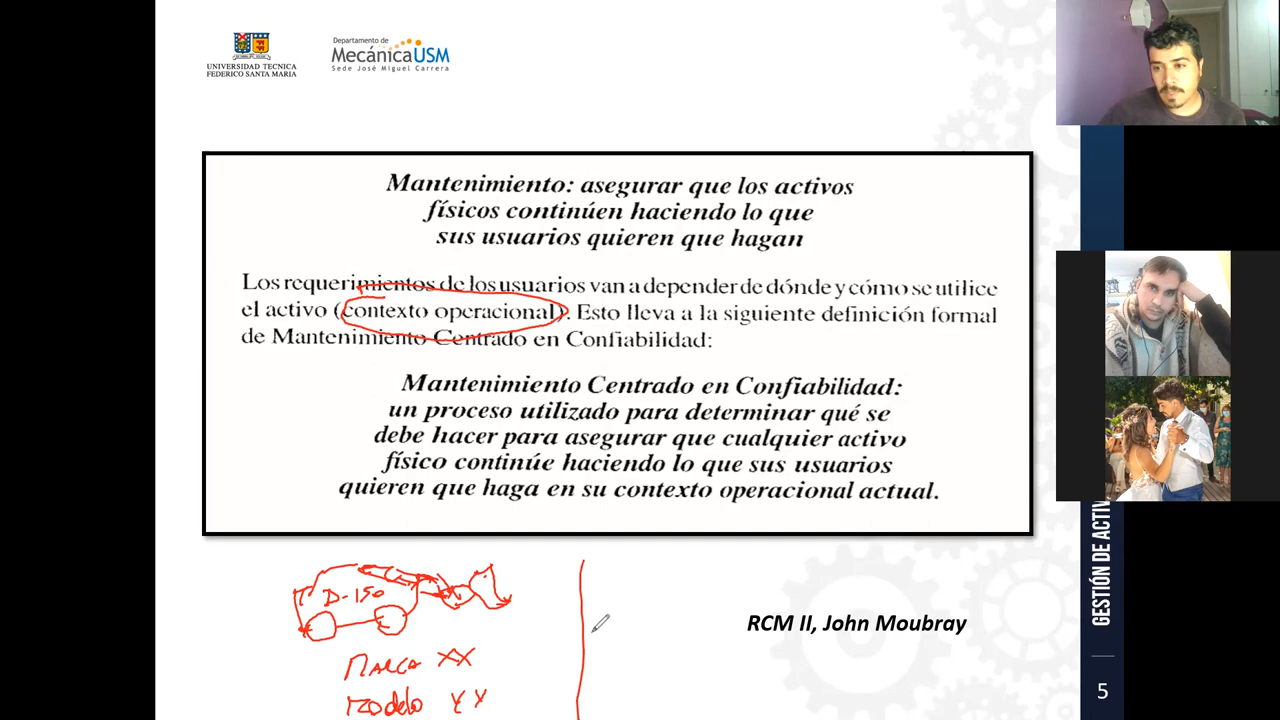 UNIVERSIDAD TECNICA
FEDERICO SANTA MARIA
Departamento de
MecánicaUSM
Sede José Miguel Carrera
Mantenimiento: asegurar que los activos
físicos continúen haciendo lo que
sus usuarios quieren que hagan
Los requerimientos de los usuarios van a depender de dónde y cómo se utilice
el activo (contexto operacional). Esto lleva a la siguiente definición formal
de Mantenimiento Centrado en Confiabilidad:
Mantenimiento Centrado en Confiabilidad:
un proceso utilizado para determinar qué se
debe hacer para asegurar que cualquier activo
físico continúe haciendo lo que sus usuarios
quieren que haga en su contexto operacional actual.
D-150
MARCA XX
Modelo YY
RCM II, John Moubray
GESTIÓN DE ACTIV
5